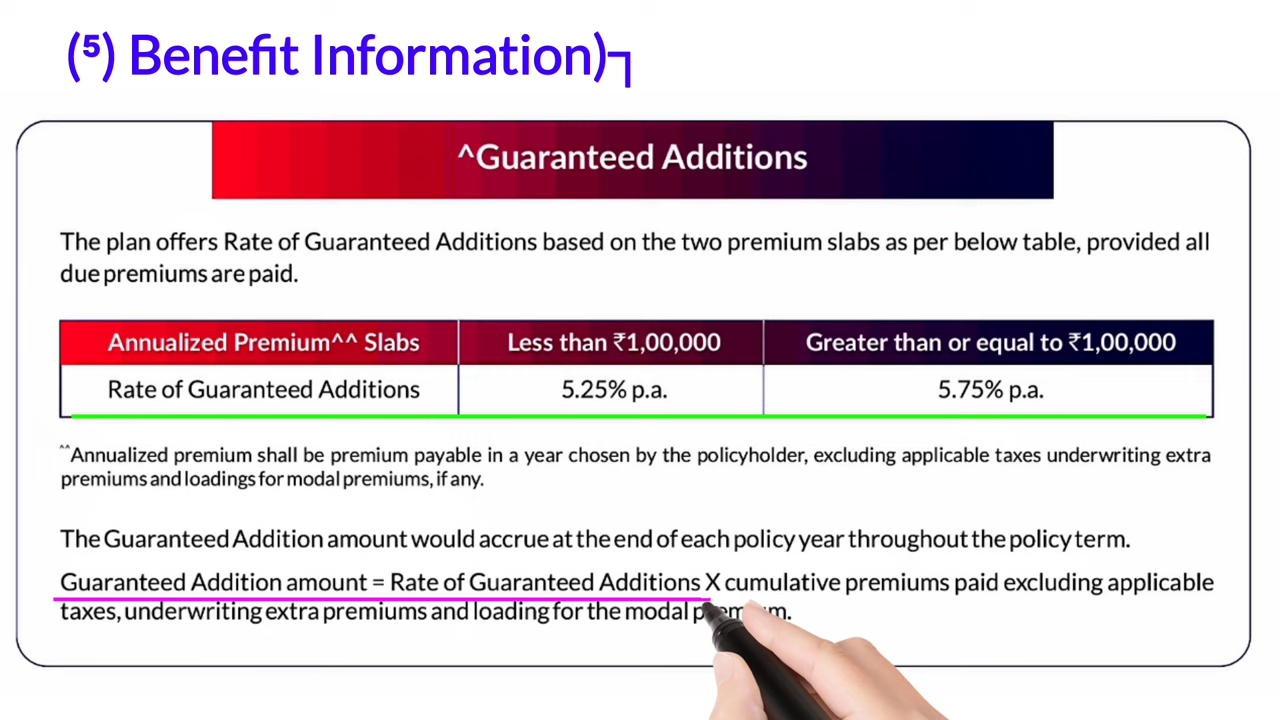 (⁵) Benefit Information)┐
^Guaranteed Additions
The plan offers Rate of Guaranteed Additions based on the two premium slabs as per below table, provided all
due premiums are paid.
Annualized Premium^^ Slabs Less than ₹1,00,000 Greater than or equal to ₹1,00,000
Rate of Guaranteed Additions 5.25% p.a. 5.75% p.a.
^^Annualized premium shall be premium payable in a year chosen by the policyholder, excluding applicable taxes underwriting extra
premiums and loadings for modal premiums, if any.
The Guaranteed Addition amount would accrue at the end of each policy year throughout the policy term.
Guaranteed Addition amount = Rate of Guaranteed Additions X cumulative premiums paid excluding applicable
taxes, underwriting extra premiums and loading for the modal premium.